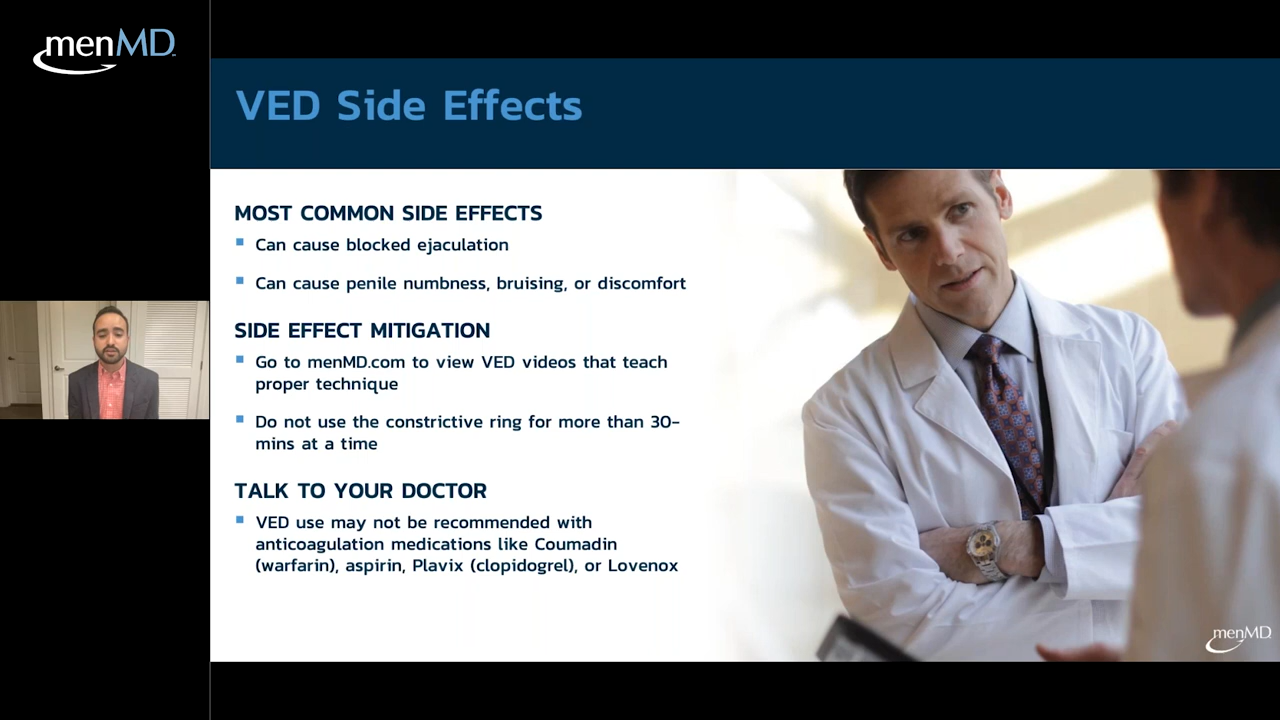 menMD
VED Side Effects
MOST COMMON SIDE EFFECTS
Can cause blocked ejaculation
Can cause penile numbness, bruising, or discomfort
SIDE EFFECT MITIGATION
Go to menMD.com to view VED videos that teach
proper technique
Do not use the constrictive ring for more than 30-
mins at a time
TALK TO YOUR DOCTOR
VED use may not be recommended with
anticoagulation medications like Coumadin
(warfarin), aspirin, Plavix (clopidogrel), or Lovenox
menMD